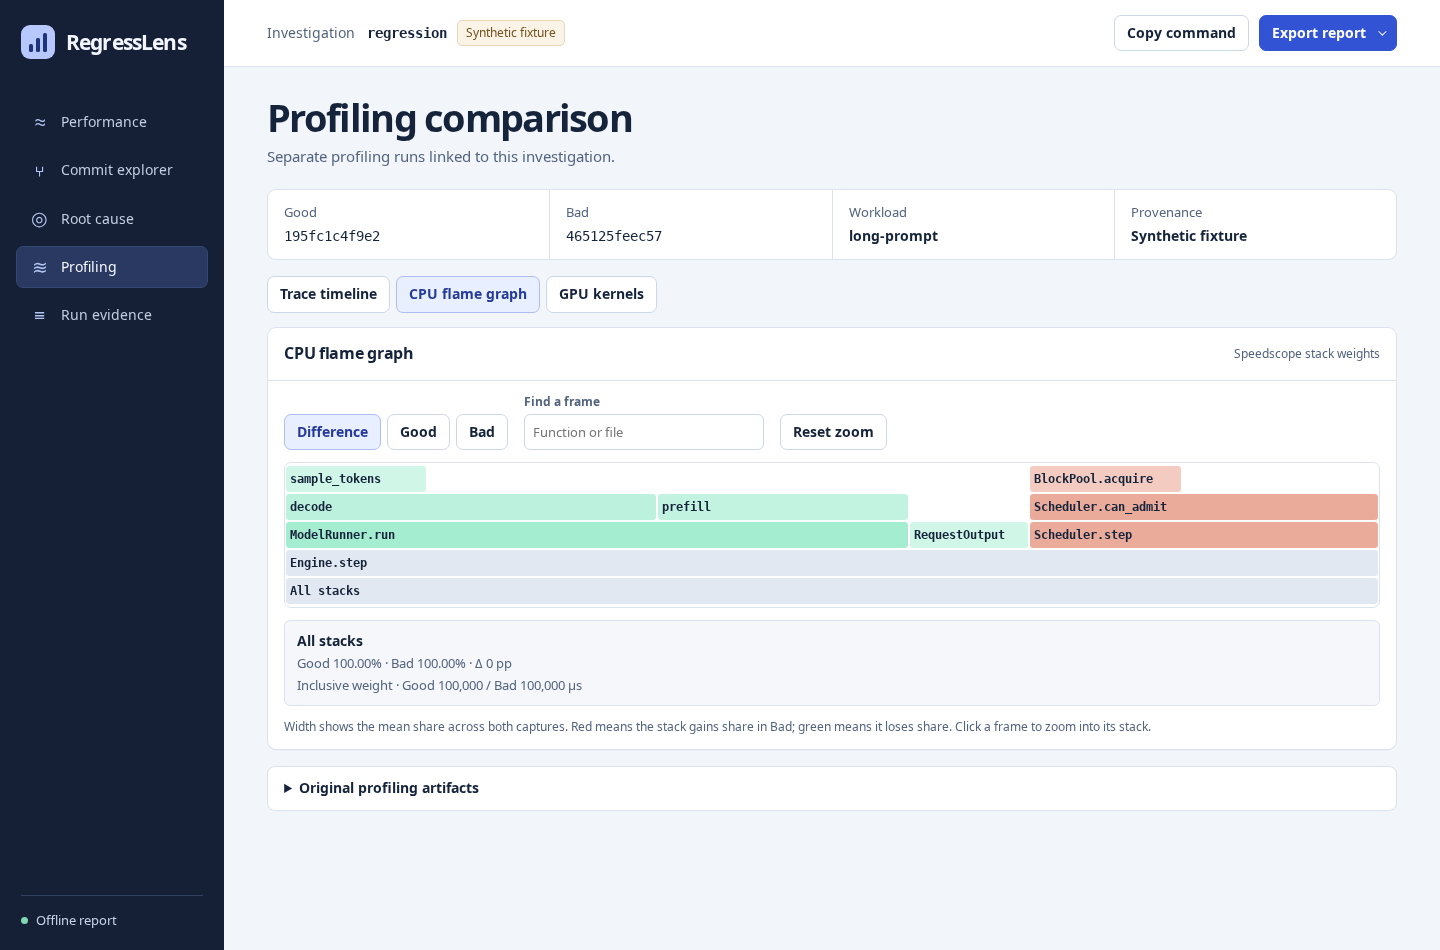 RegressLens
Performance
Commit explorer
Root cause
Profiling
Run evidence
Offline report
Investigation regression Synthetic fixture
Copy command
Export report
Profiling comparison
Separate profiling runs linked to this investigation.
Good
195fc1c4f9e2
Bad
465125feec57
Workload
long-prompt
Provenance
Synthetic fixture
Trace timeline
CPU flame graph
GPU kernels
CPU flame graph
Speedscope stack weights
Find a frame
Difference
Good
Bad
Function or file
Reset zoom
sample_tokens BlockPool.acquire
decode prefill Scheduler.can_admit
ModelRunner.run RequestOutput Scheduler.step
Engine.step
All stacks
All stacks
Good 100.00% · Bad 100.00% · Δ 0 pp
Inclusive weight · Good 100,000 / Bad 100,000 µs
Width shows the mean share across both captures. Red means the stack gains share in Bad; green means it loses share. Click a frame to zoom into its stack.
Original profiling artifacts